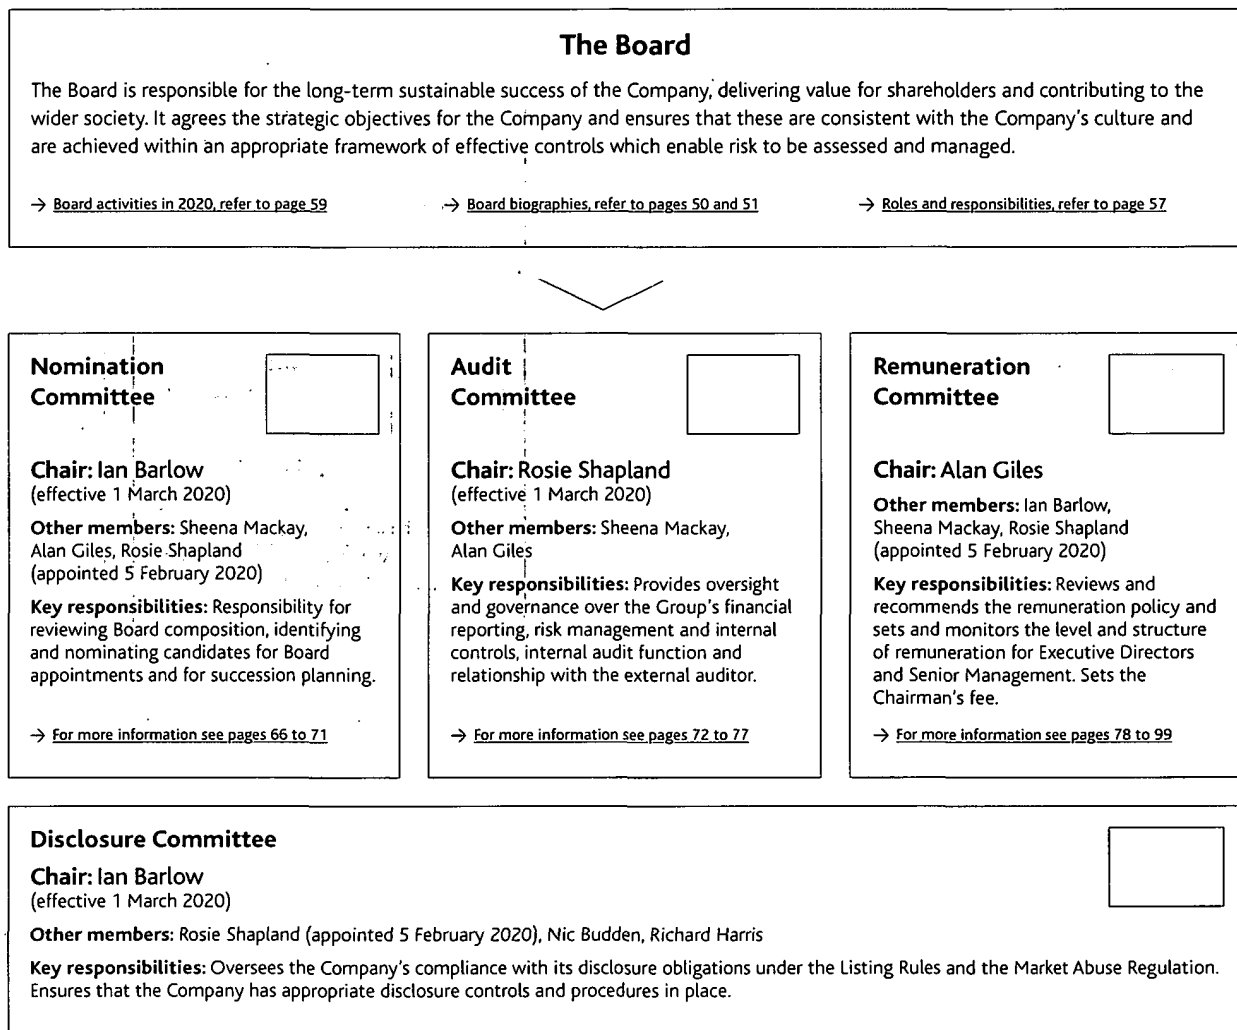 The Board
The Board is responsible for the long-term sustainable success of the Company, delivering value for shareholders and contributing to the
wider society. It agrees the strategic objectives for the Company and ensures that these are consistent with the Company's culture and
are achieved within an appropriate framework of effective controls which enable risk to be assessed and managed.
→ Board activities in 2020, refer to page 59
→ Board biographies, refer to pages 50 and 51
→ Roles and responsibilities, refer to page 57
Nomination
Committee
Chair: Ian Barlow
(effective 1 March 2020)
Other members: Sheena Mackay,
Alan Giles, Rosie Shapland
(appointed 5 February 2020)
Key responsibilities: Responsibility for
reviewing Board composition, identifying
and nominating candidates for Board
appointments and for succession planning.
→ For more information see pages 66 to 71
Audit
Committee
Chair: Rosie Shapland
(effective 1 March 2020)
Other members: Sheena Mackay,
Alan Giles
Key responsibilities: Provides oversight
and governance over the Group's financial
reporting, risk management and internal
controls, internal audit function and
relationship with the external auditor.
→ For more information see pages 72 to 77
Remuneration
Committee
Chair: Alan Giles
Other members: Ian Barlow,
Sheena Mackay, Rosie Shapland
(appointed 5 February 2020)
Key responsibilities: Reviews and
recommends the remuneration policy and
sets and monitors the level and structure
of remuneration for Executive Directors
and Senior Management. Sets the
Chairman's fee.
→ For more information see pages 78 to 99
Disclosure Committee
Chair: Ian Barlow
(effective 1 March 2020)
Other members: Rosie Shapland (appointed 5 February 2020), Nic Budden, Richard Harris
Key responsibilities: Oversees the Company's compliance with its disclosure obligations under the Listing Rules and the Market Abuse Regulation.
Ensures that the Company has appropriate disclosure controls and procedures in place.